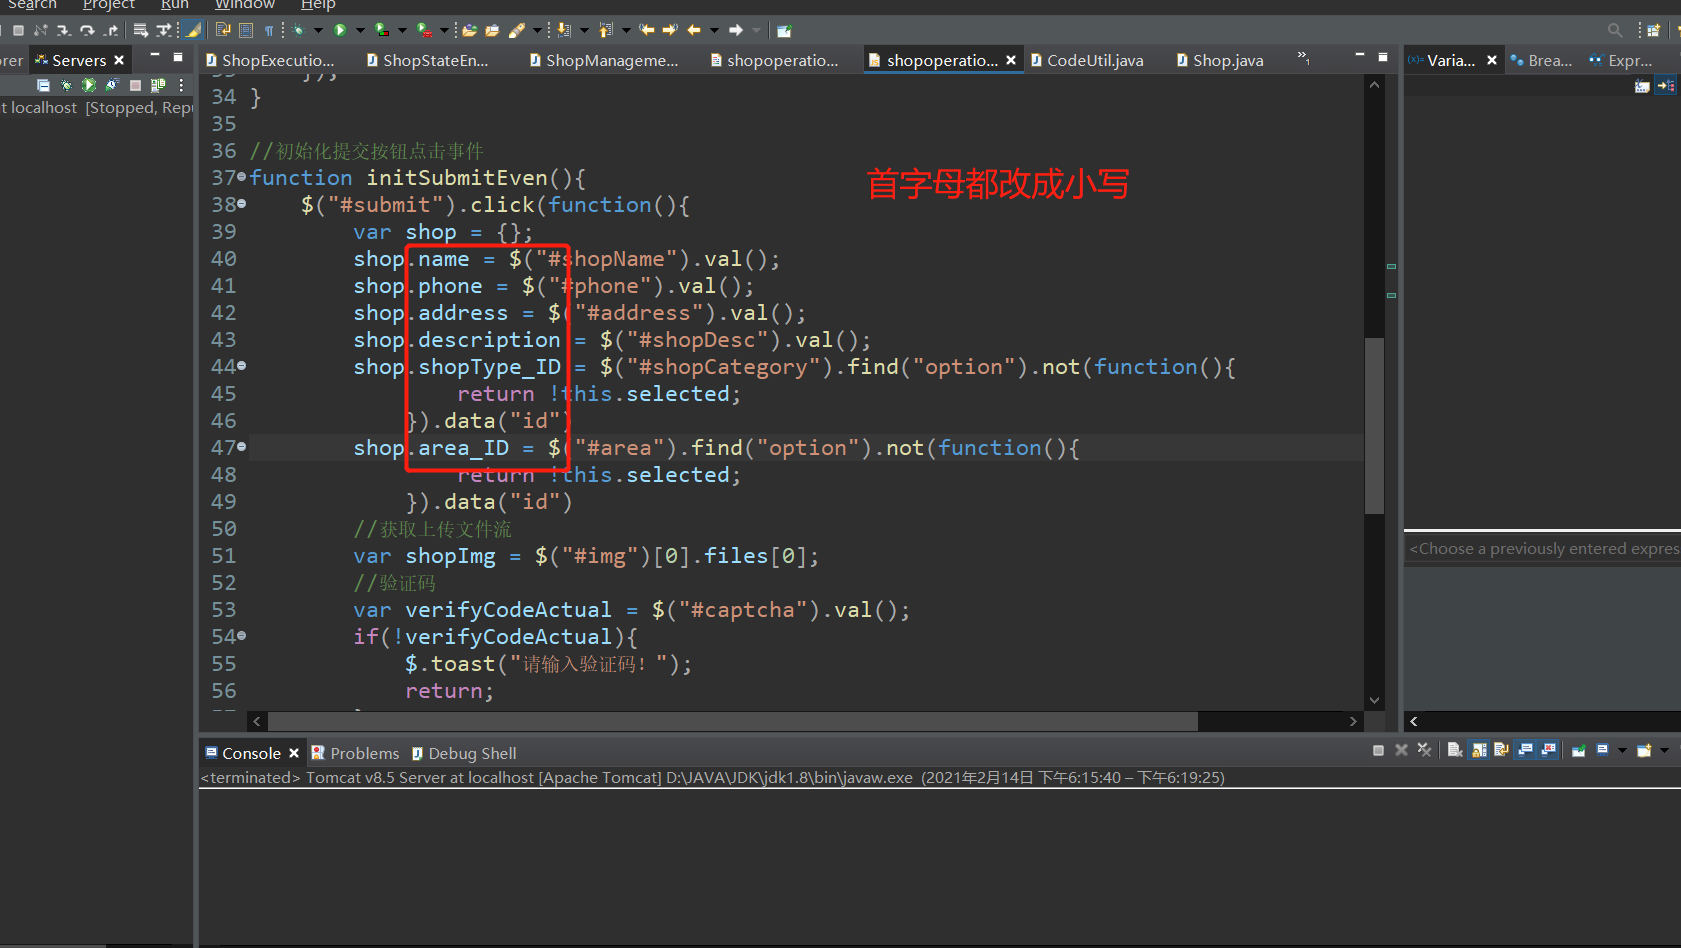 Search Project Run Window Help
rer Servers
t localhost [Stopped, Repu
ShopExecutio... ShopStateEn... ShopManageme... shopoperatio... shopoperatio... CodeUtil.java Shop.java »1
34 }
35
36 //初始化提交按钮点击事件
37 function initSubmitEven(){
首字母都改成小写
38 $("#submit").click(function(){
39 var shop = {};
40 shop.name = $("#shopName").val();
41 shop.phone = $("#phone").val();
42 shop.address = $("#address").val();
43 shop.description = $("#shopDesc").val();
44 shop.shopType_ID = $("#shopCategory").find("option").not(function(){
45 return !this.selected;
46 }).data("id")
47 shop.area_ID = $("#area").find("option").not(function(){
48 return !this.selected;
49 }).data("id")
50 //获取上传文件流
51 var shopImg = $("#img")[0].files[0];
52 //验证码
53 var verifyCodeActual = $("#captcha").val();
54 if(!verifyCodeActual){
55 $.toast("请输入验证码！");
56 return;
Varia... Brea... Expr...
<Choose a previously entered expres
Console Problems Debug Shell
<terminated> Tomcat v8.5 Server at localhost [Apache Tomcat] D:\JAVA\JDK\jdk1.8\bin\javaw.exe (2021年2月14日 下午6:15:40 – 下午6:19:25)